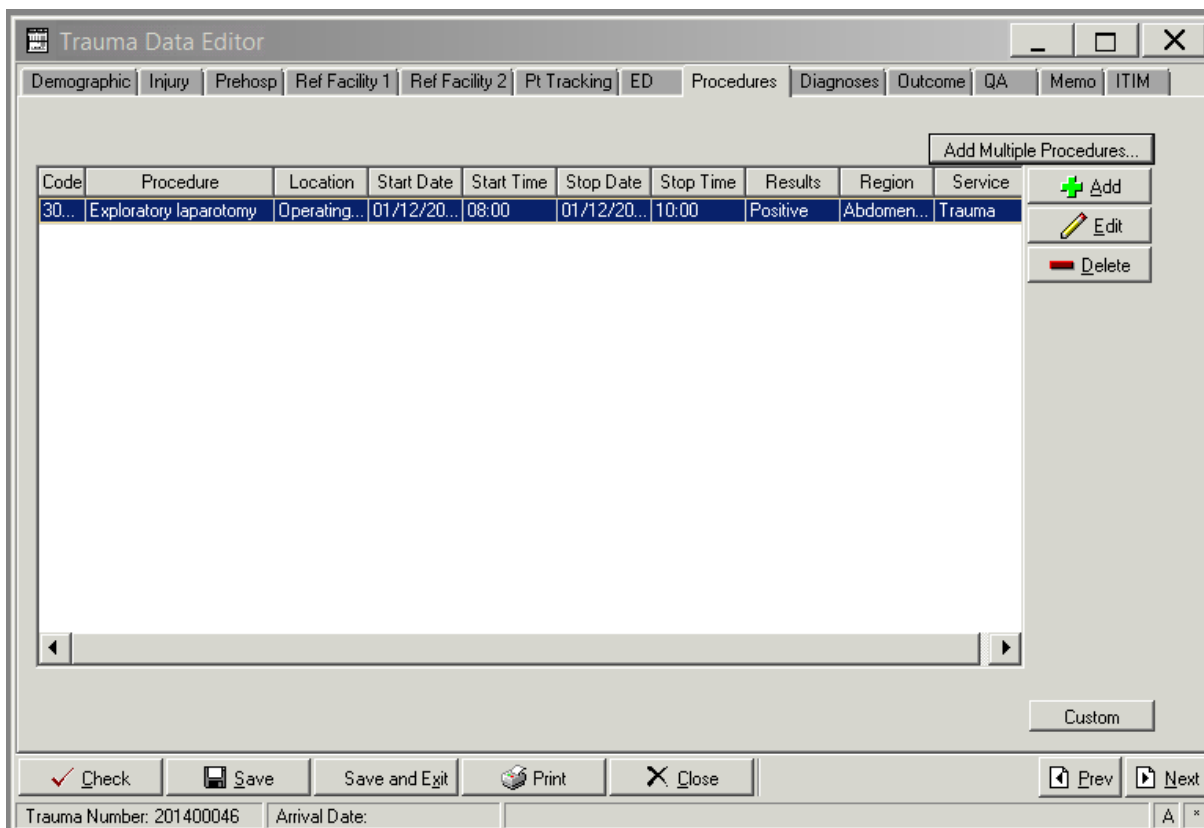 Trauma Data Editor
Demographic Injury Prehosp Ref Facility 1 Ref Facility 2 Pt Tracking ED Procedures Diagnoses Outcome QA Memo ITIM
Add Multiple Procedures...
Code Procedure Location Start Date Start Time Stop Date Stop Time Results Region Service
Add
30... Exploratory laparotomy Operating... 01/12/20... 08:00 01/12/20... 10:00 Positive Abdomen... Trauma
Edit
Delete
Custom
Check Save Save and Exit Print Close Prev Next
Trauma Number: 201400046 Arrival Date: A *